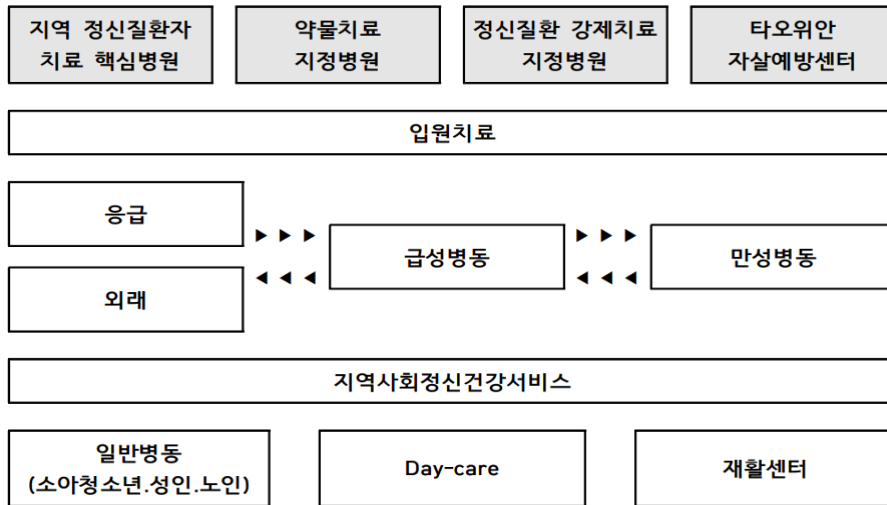 지역 정신질환자
치료 핵심병원
약물치료
지정병원
정신질환 강제치료
지정병원
타오위안
자살예방센터
입원치료
응급
외래
▶ ▶ ▶
◀ ◀ ◀
급성병동
▶ ▶ ▶
◀ ◀ ◀
만성병동
지역사회정신건강서비스
일반병동
(소아청소년.성인.노인)
Day-care
재활센터